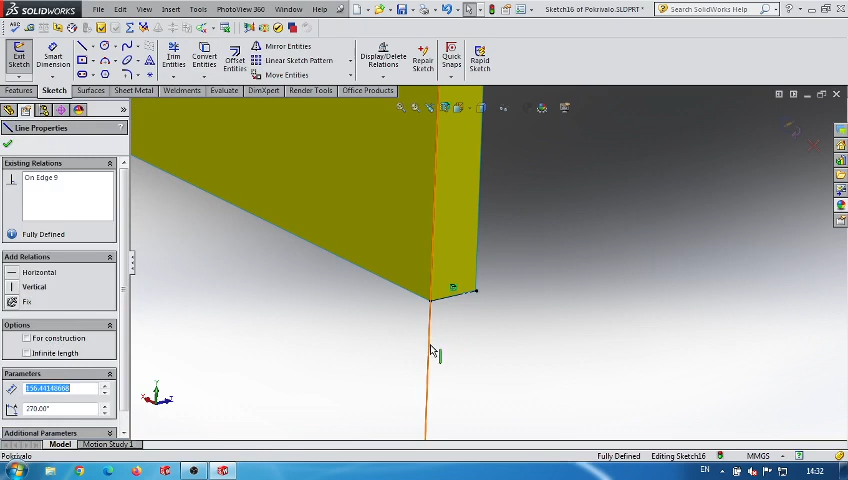 SOLIDWORKS File Edit View Insert Tools PhotoView 360 Window Help Sketch16 of Pokrivalo.SLDPRT * Search SolidWorks Help
Exit Sketch Smart Dimension Trim Entities Convert Entities Offset Entities Mirror Entities Linear Sketch Pattern Move Entities Display/Delete Relations Repair Sketch Quick Snaps Rapid Sketch
Features Sketch Surfaces Sheet Metal Weldments Evaluate DimXpert Render Tools Office Products
Line Properties ?
Existing Relations
On Edge 9
Fully Defined
Add Relations
Horizontal
Vertical
Fix
Options
For construction
Infinite length
Parameters
156.44148668
270.00°
Additional Parameters
Y
X Z
Model Motion Study 1
Pokrivalo Fully Defined Editing Sketch16 MMGS
EN 14:32